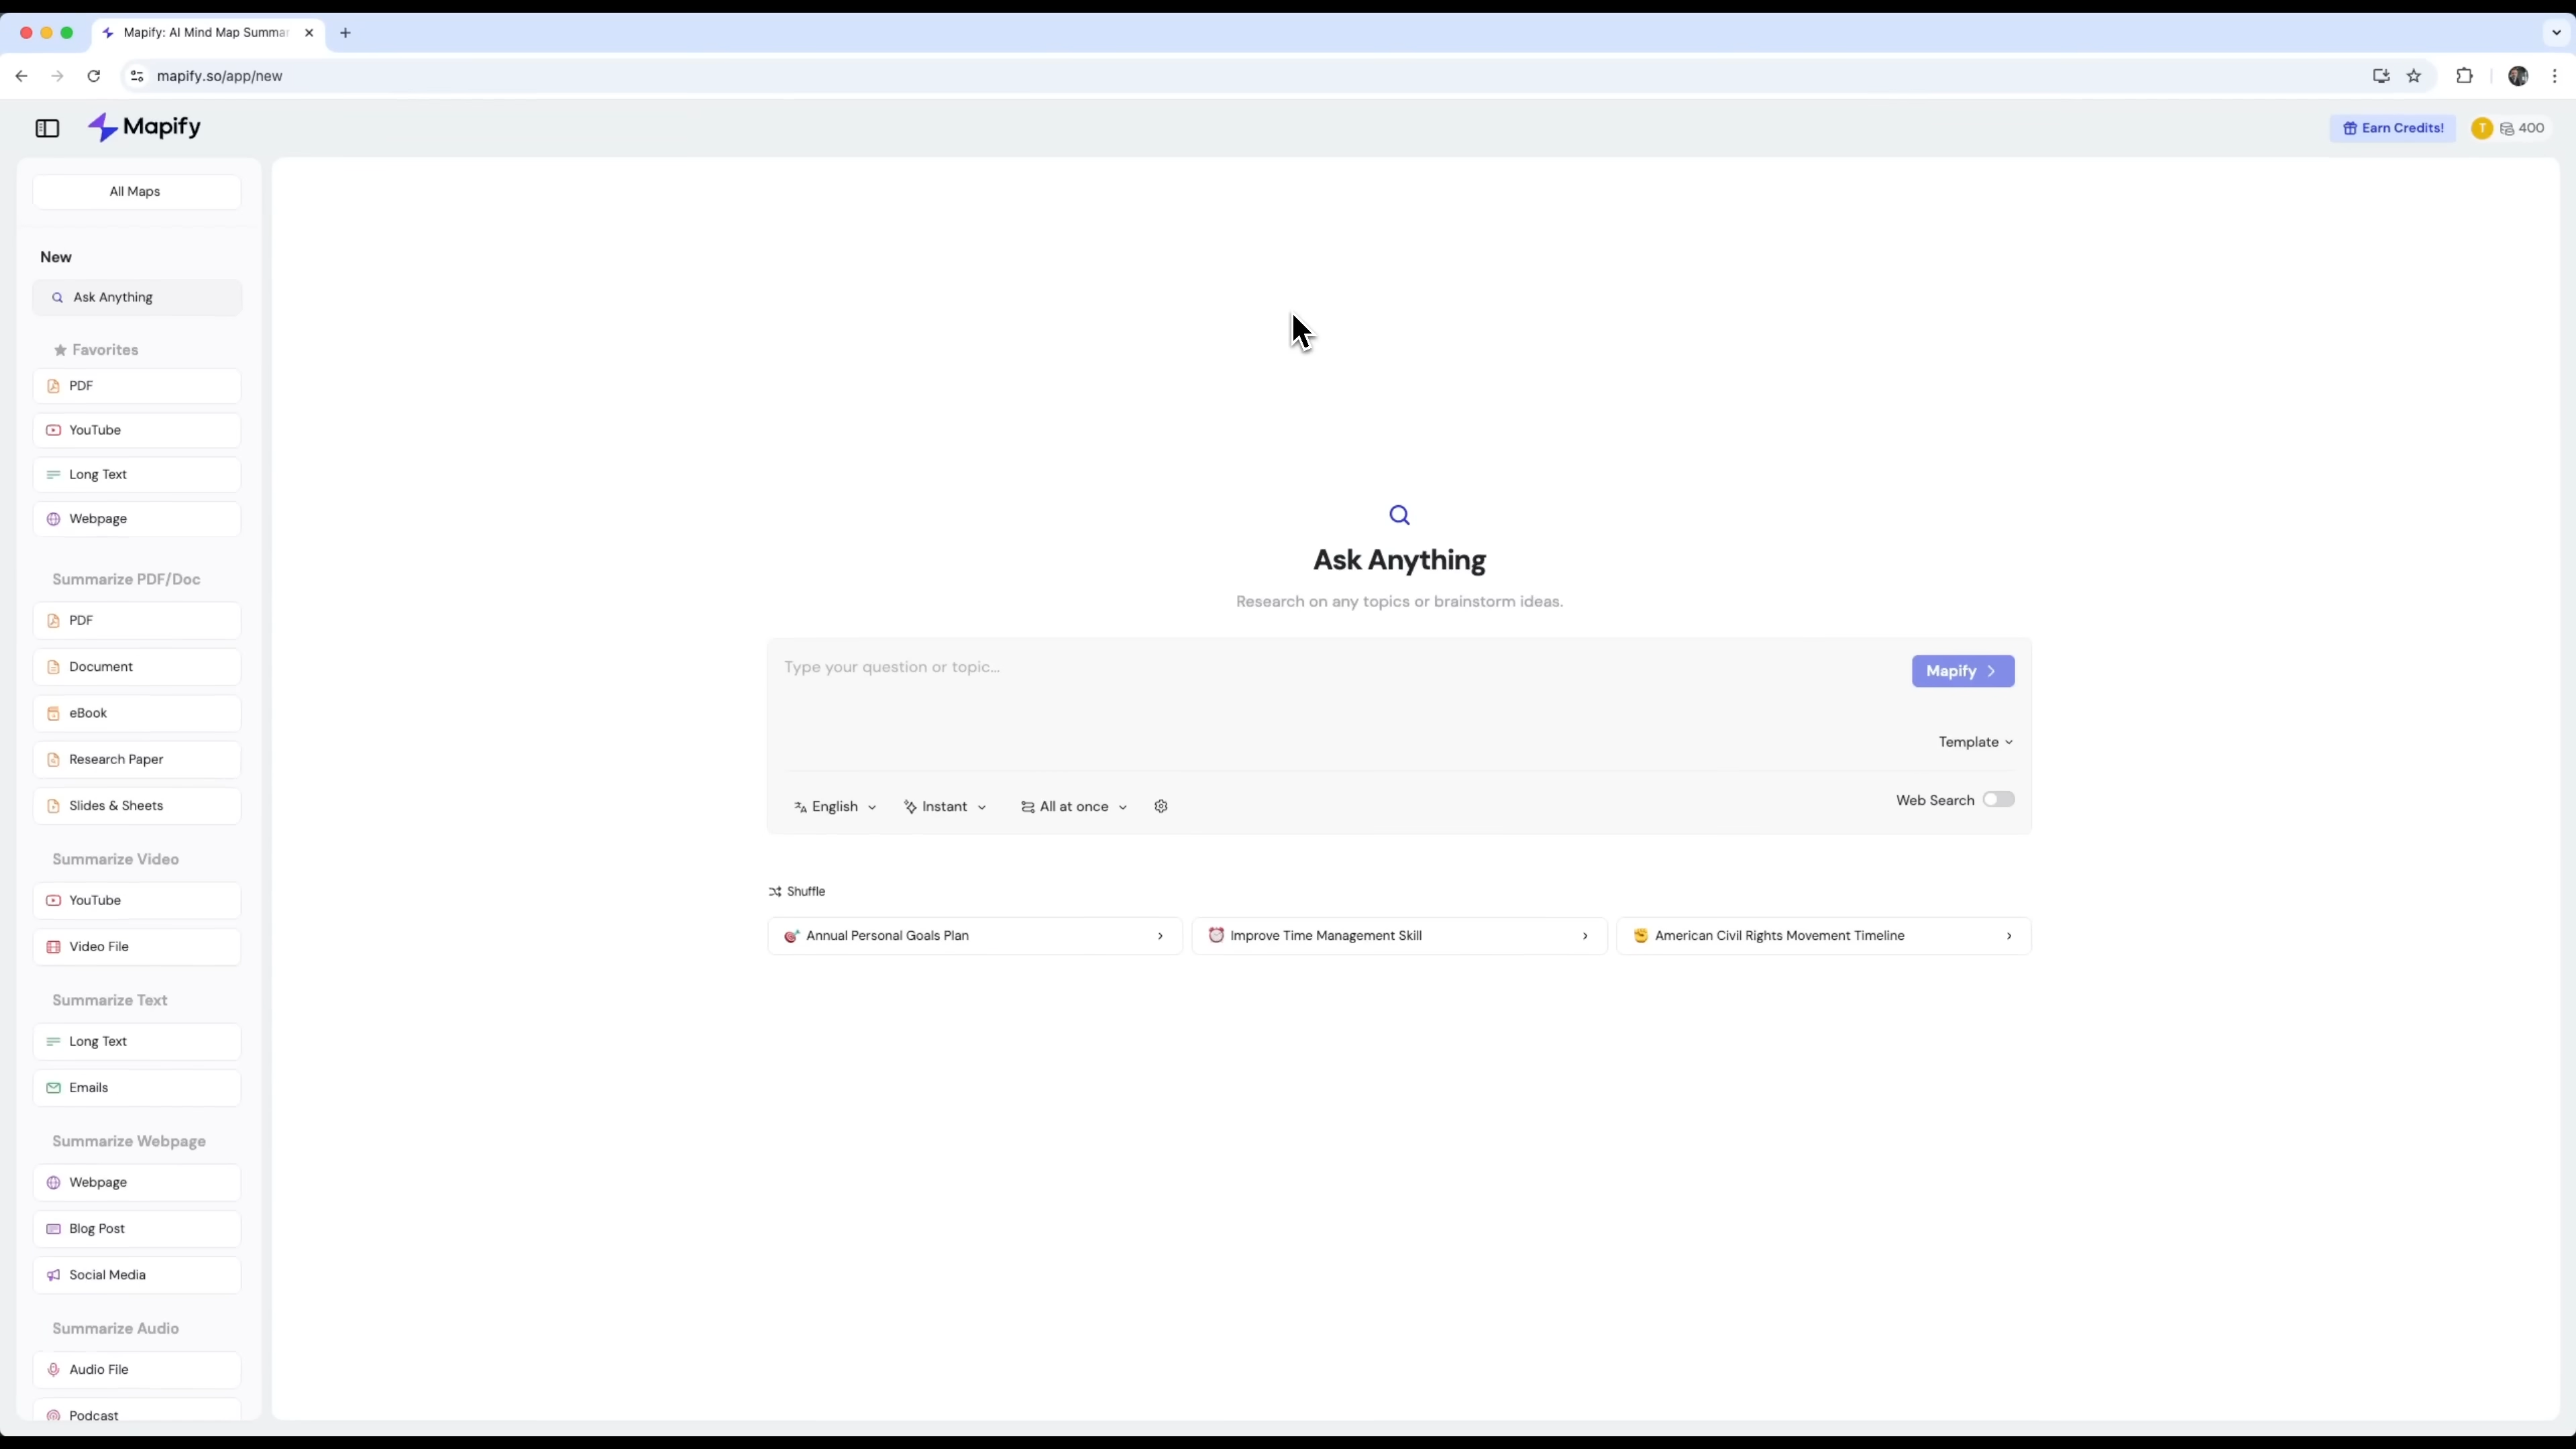 Mapify: AI Mind Map Summar
mapify.so/app/new
Mapify
Earn Credits!
T
400
All Maps
New
Ask Anything
Favorites
PDF
YouTube
Long Text
Webpage
Summarize PDF/Doc
PDF
Document
eBook
Research Paper
Slides & Sheets
Summarize Video
YouTube
Video File
Summarize Text
Long Text
Emails
Summarize Webpage
Webpage
Blog Post
Social Media
Summarize Audio
Audio File
Podcast
Ask Anything
Research on any topics or brainstorm ideas.
Type your question or topic...
Mapify
Template
English
Instant
All at once
Web Search
Shuffle
Annual Personal Goals Plan
Improve Time Management Skill
American Civil Rights Movement Timeline